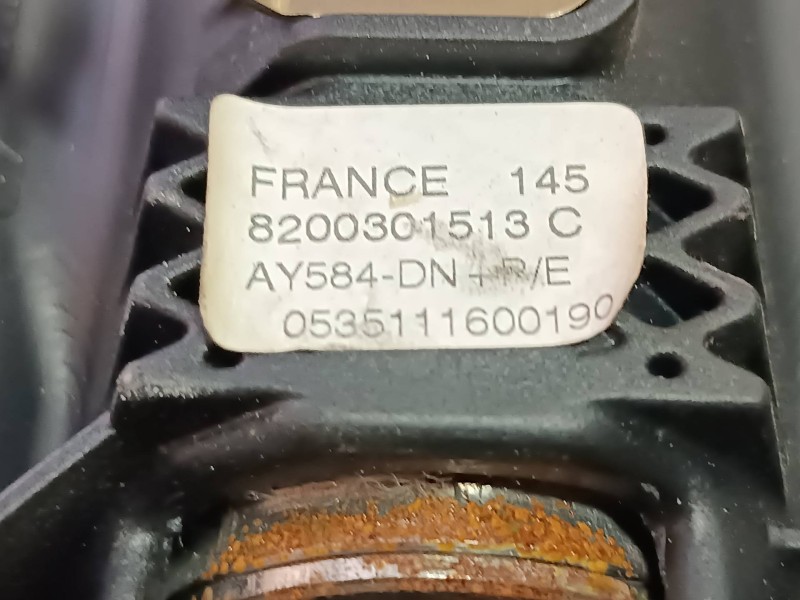 FRANCE 145
8200301513 C
AY584-DN + P/E
0535111600190